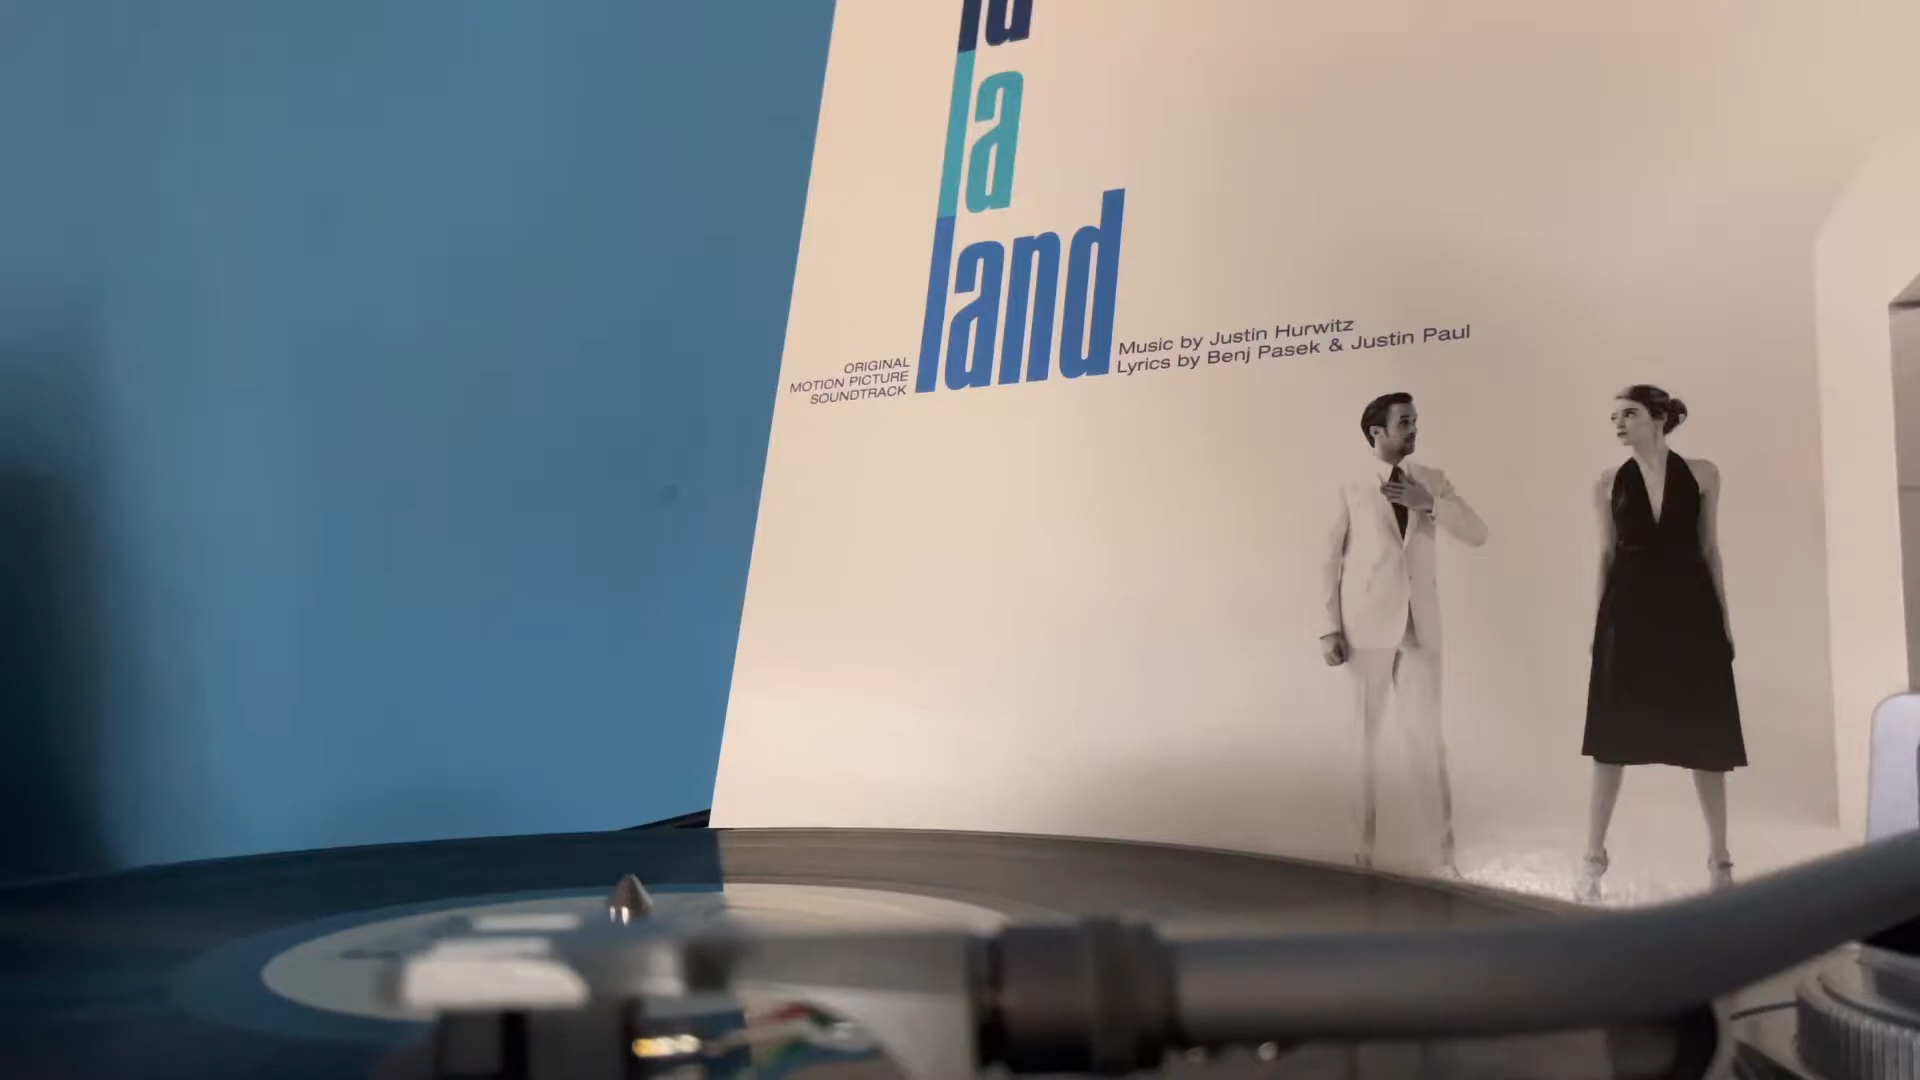 la
la
land
ORIGINAL
MOTION PICTURE
SOUNDTRACK
Music by Justin Hurwitz
Lyrics by Benj Pasek & Justin Paul